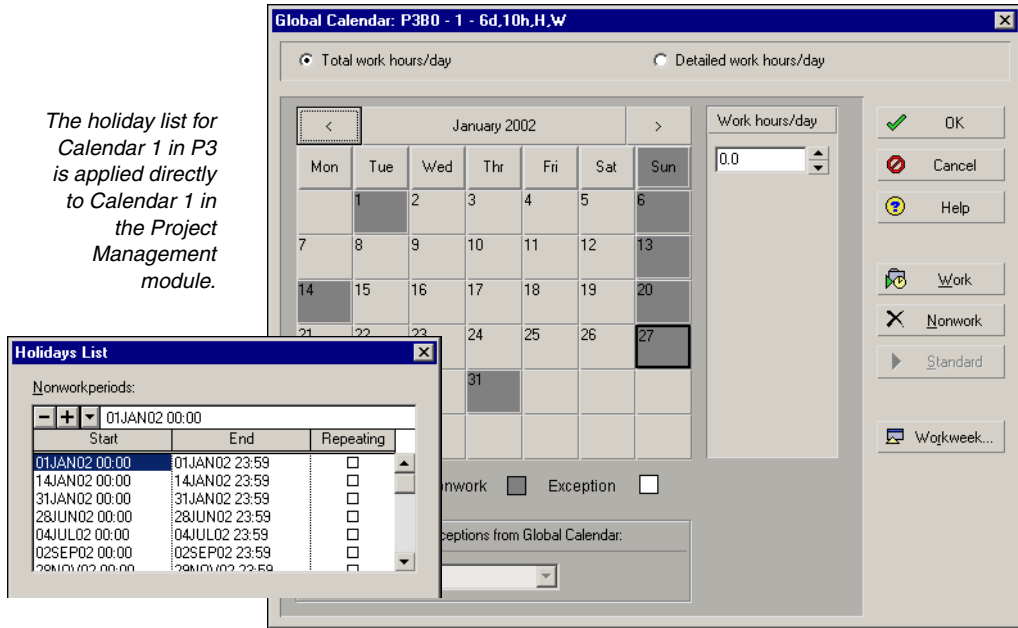 Global Calendar: P3B0 - 1 - 6d,10h,H,W
Total work hours/day
Detailed work hours/day
The holiday list for
Calendar 1 in P3
is applied directly
to Calendar 1 in
the Project
Management
module.
<
January 2002
>
Mon Tue Wed Thr Fri Sat Sun
1 2 3 4 5 6
7 8 9 10 11 12 13
14 15 16 17 18 19 20
21 22 23 24 25 26 27
31
Work hours/day
0.0
OK
Cancel
Help
Work
Nonwork
Standard
Workweek...
Exception
Global Calendar:
Holidays List
Nonworkperiods:
01JAN02 00:00
Start End Repeating
01JAN02 00:00 01JAN02 23:59
14JAN02 00:00 14JAN02 23:59
31JAN02 00:00 31JAN02 23:59
28JUN02 00:00 28JUN02 23:59
04JUL02 00:00 04JUL02 23:59
02SEP02 00:00 02SEP02 23:59
28NOV02 00:00